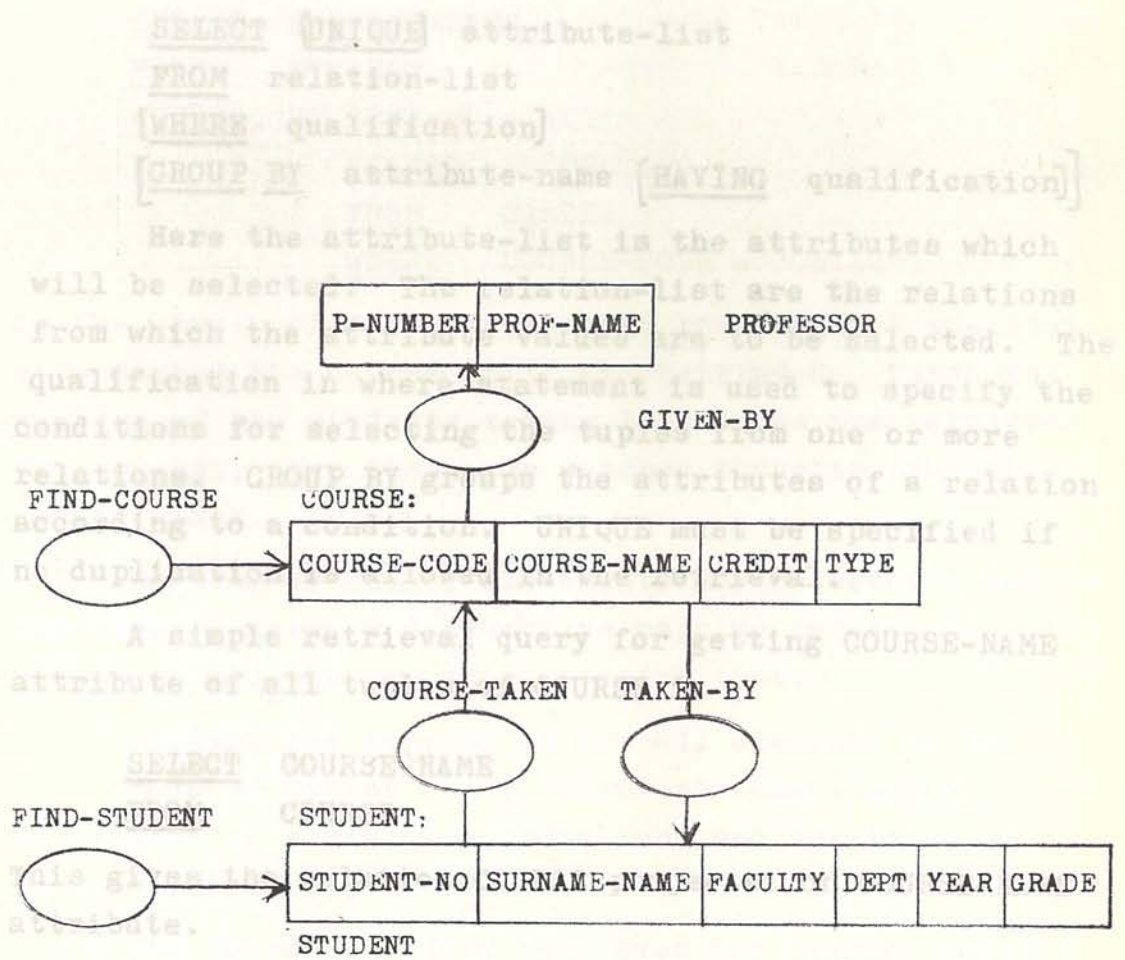 SELECT [UNIQUE] attribute-list
FROM relation-list
[WHERE qualification]
[GROUP BY attribute-name [HAVING qualification]]
Here the attribute-list is the attributes which
will be selected. The relation-list are the relations
P-NUMBER PROF-NAME PROFESSOR
from which the attribute values are to be selected. The
qualification in where statement is used to specify the
GIVEN-BY
conditions for selecting the tuples from one or more
relations. GROUP BY groups the attributes of a relation
FIND-COURSE COURSE:
according to a condition. UNIQUE must be specified if
COURSE-CODE COURSE-NAME CREDIT TYPE
no duplication is allowed in the retrieval.
A simple retrieval query for getting COURSE-NAME
attribute of all
COURSE-TAKEN TAKEN-BY
SELECT COURSE-NAME
FROM
FIND-STUDENT STUDENT:
This gives the
STUDENT-NO SURNAME-NAME FACULTY DEPT YEAR GRADE
attribute.
STUDENT